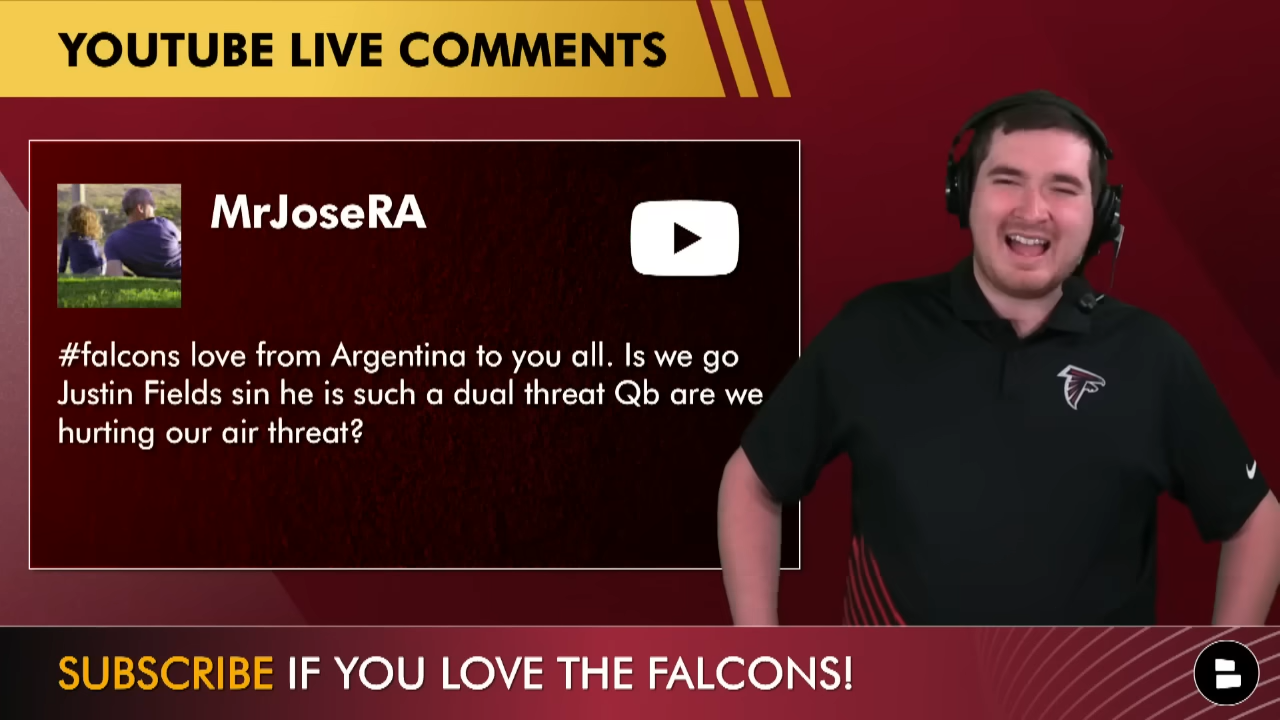 YOUTUBE LIVE COMMENTS
MrJoseRA
#falcons love from Argentina to you all. Is we go
Justin Fields sin he is such a dual threat Qb are we
hurting our air threat?
SUBSCRIBE IF YOU LOVE THE FALCONS!